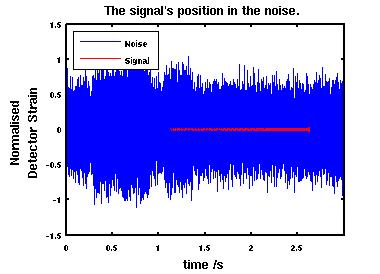 The signal's position in the noise.
1.5
Noise
Signal
1
0.5
0
-0.5
-1
-1.5
Normalised
Detector Strain
0 0.5 1 1.5 2 2.5
time /s